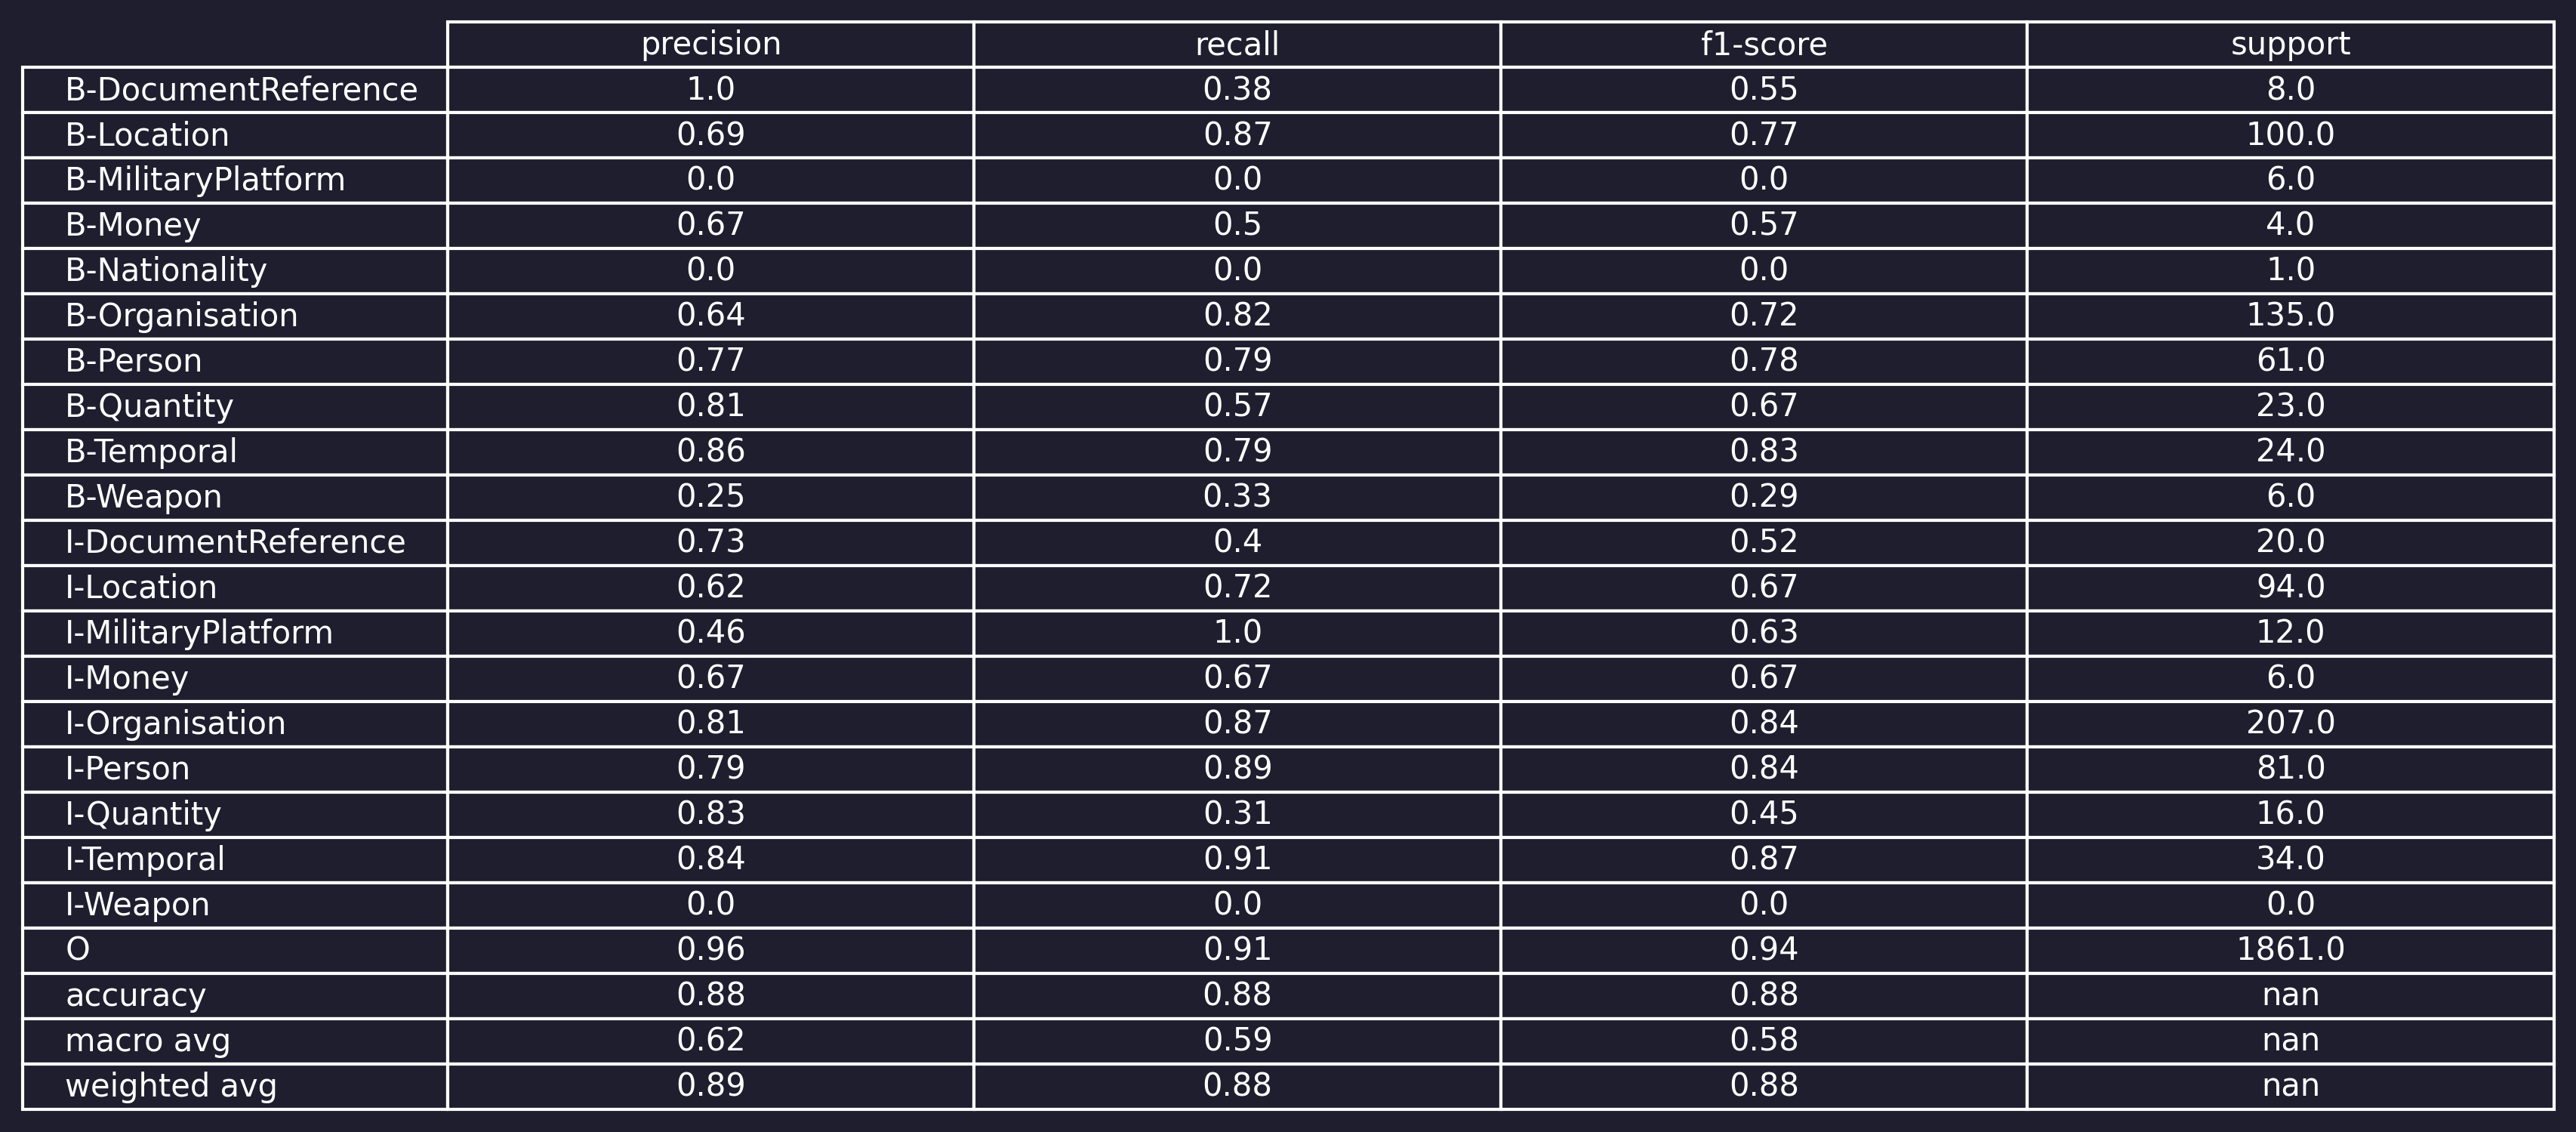 precision recall f1-score support
B-DocumentReference 1.0 0.38 0.55 8.0
B-Location 0.69 0.87 0.77 100.0
B-MilitaryPlatform 0.0 0.0 0.0 6.0
B-Money 0.67 0.5 0.57 4.0
B-Nationality 0.0 0.0 0.0 1.0
B-Organisation 0.64 0.82 0.72 135.0
B-Person 0.77 0.79 0.78 61.0
B-Quantity 0.81 0.57 0.67 23.0
B-Temporal 0.86 0.79 0.83 24.0
B-Weapon 0.25 0.33 0.29 6.0
I-DocumentReference 0.73 0.4 0.52 20.0
I-Location 0.62 0.72 0.67 94.0
I-MilitaryPlatform 0.46 1.0 0.63 12.0
I-Money 0.67 0.67 0.67 6.0
I-Organisation 0.81 0.87 0.84 207.0
I-Person 0.79 0.89 0.84 81.0
I-Quantity 0.83 0.31 0.45 16.0
I-Temporal 0.84 0.91 0.87 34.0
I-Weapon 0.0 0.0 0.0 0.0
O 0.96 0.91 0.94 1861.0
accuracy 0.88 0.88 0.88 nan
macro avg 0.62 0.59 0.58 nan
weighted avg 0.89 0.88 0.88 nan